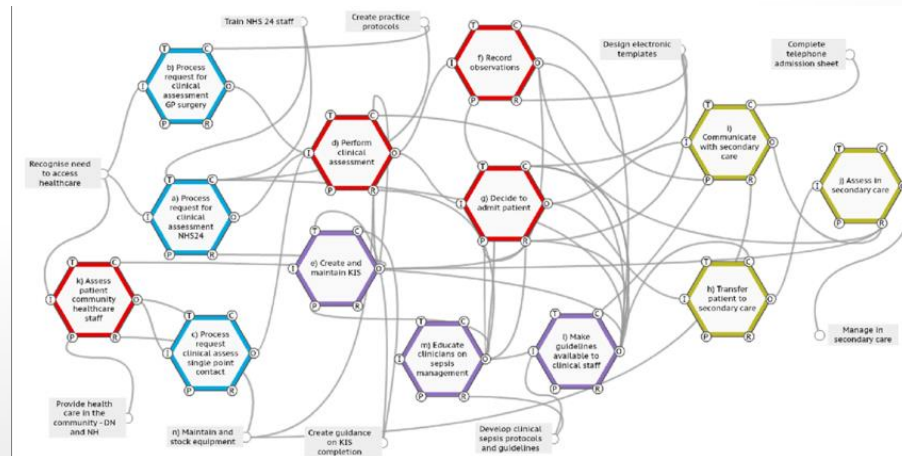 Train NHS 24 staff
Create practice
protocols
Design electronic
templates
Complete
telephone
admission sheet
b) Process
request for
clinical
assessment
GP surgery
T
C
I
O
P
R
f) Record
observations
T
C
I
O
P
R
d) Perform
clinical
assessment
T
C
I
O
P
R
i)
Communicate
with secondary
care
T
C
I
O
P
R
Recognise need
to access
healthcare
a) Process
request for
clinical
assessment
NHS24
T
C
I
O
P
R
g) Decide to
admit patient
T
C
I
O
P
R
j) Assess in
secondary care
T
C
I
O
P
R
e) Create and
maintain KIS
T
C
I
O
P
R
k) Assess
patient
community
healthcare
staff
T
C
I
O
P
R
h) Transfer
patient to
secondary care
T
C
I
O
P
R
c) Process
request
clinical assess
single point
contact
T
C
I
O
P
R
m) Educate
clinicians on
sepsis
management
T
C
I
O
P
R
l) Make
guidelines
available to
clinical staff
T
C
I
O
P
R
Manage in
secondary care
Provide health
care in the
community - DN
and NH
n) Maintain and
stock equipment
Create guidance
on KIS
completion
Develop clinical
sepsis protocols
and guidelines